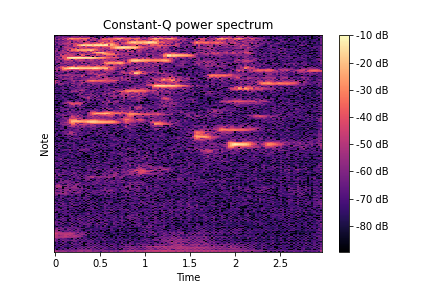 Constant-Q power spectrum
Note
0
0.5
1
1.5
2
2.5
Time
-10 dB
-20 dB
-30 dB
-40 dB
-50 dB
-60 dB
-70 dB
-80 dB